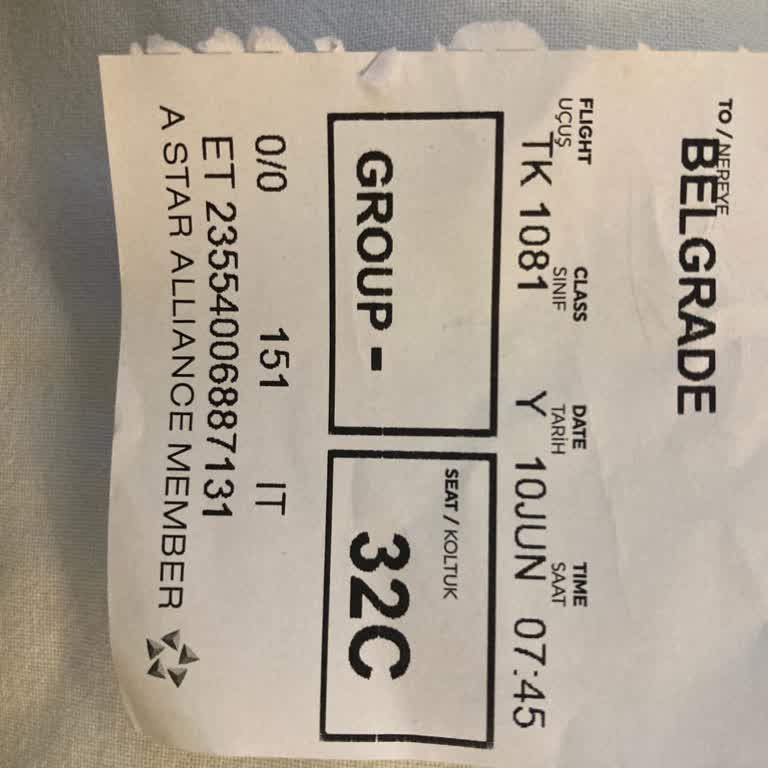 TO / NEREYE
BELGRADE
FLIGHT CLASS DATE TIME
UÇUŞ SINIF TARİH SAAT
TK 1081 Y 10JUN 07:45
SEAT / KOLTUK
GROUP - 32C
0/0 151 IT
ET 23554006887131
A STAR ALLIANCE MEMBER